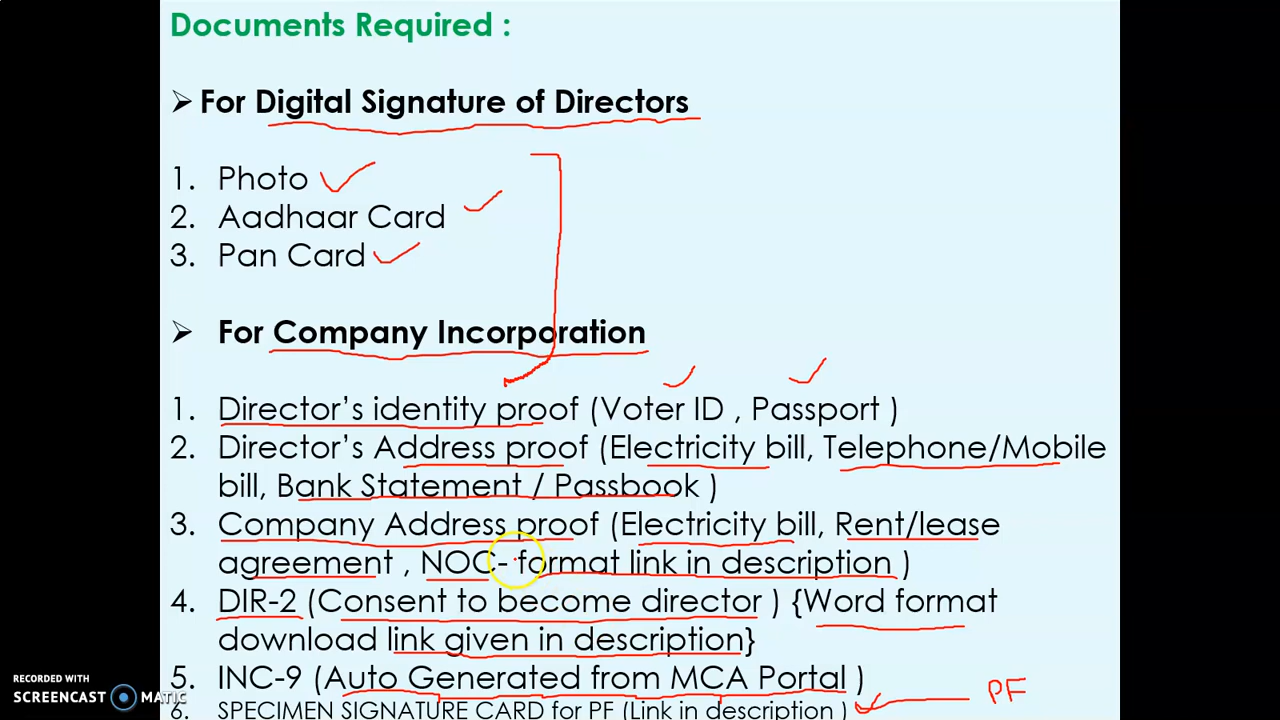 Documents Required :
➢ For Digital Signature of Directors
1. Photo
2. Aadhaar Card
3. Pan Card
➢ For Company Incorporation
1. Director's identity proof (Voter ID , Passport )
2. Director's Address proof (Electricity bill, Telephone/Mobile
bill, Bank Statement / Passbook )
3. Company Address proof (Electricity bill, Rent/lease
agreement , NOC- format link in description )
4. DIR-2 (Consent to become director ) {Word format
download link given in description}
5. INC-9 (Auto Generated from MCA Portal )
PF
6. SPECIMEN SIGNATURE CARD for PF (Link in description )
RECORDED WITH
SCREENCAST MATIC